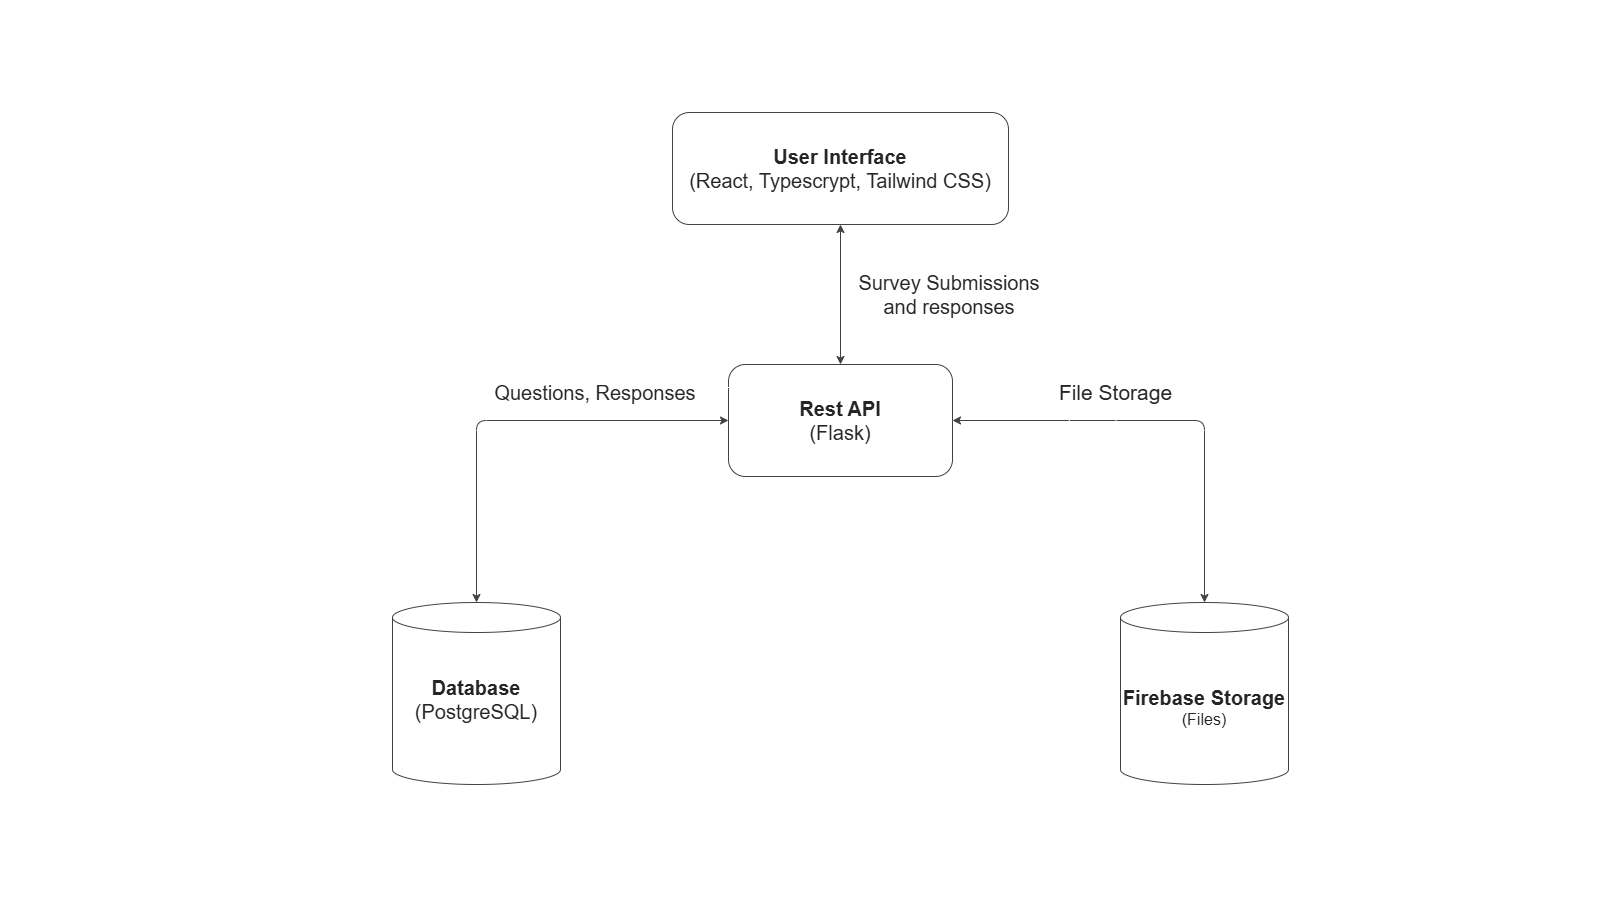 User Interface
(React, Typescrypt, Tailwind CSS)
Survey Submissions
and responses
Questions, Responses
File Storage
Rest API
(Flask)
Database
(PostgreSQL)
Firebase Storage
(Files)